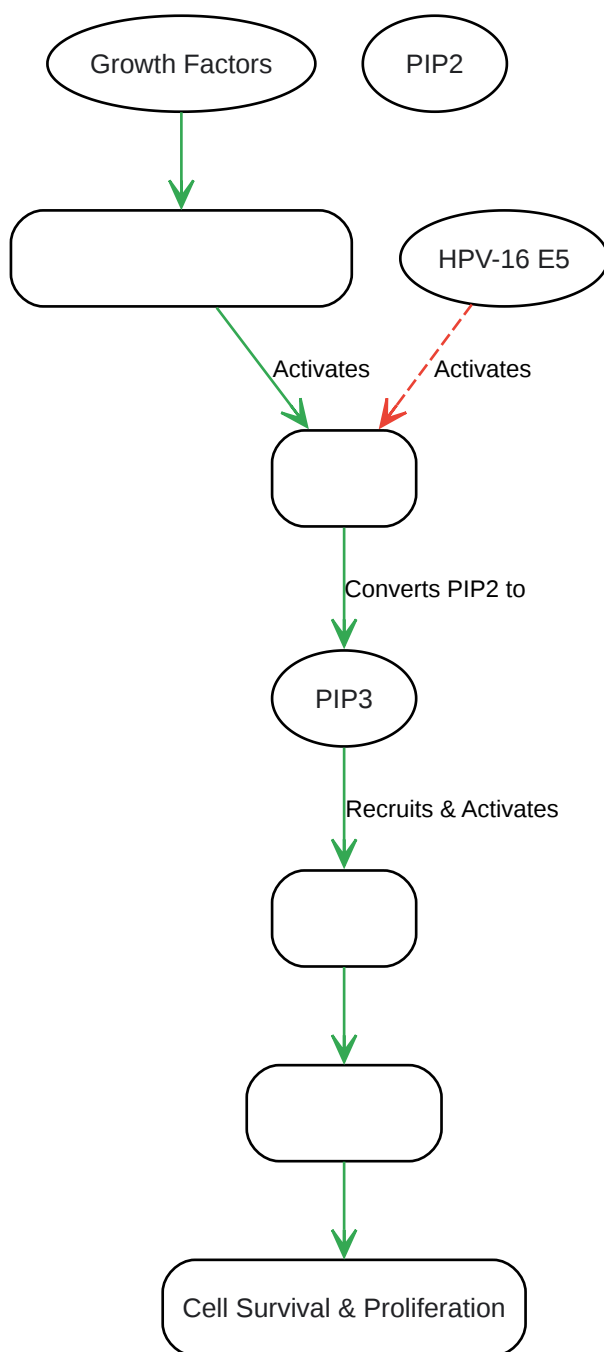 Growth Factors
PIP2
HPV-16 E5
Activates
Activates
Converts PIP2 to
PIP3
Recruits & Activates
Cell Survival & Proliferation